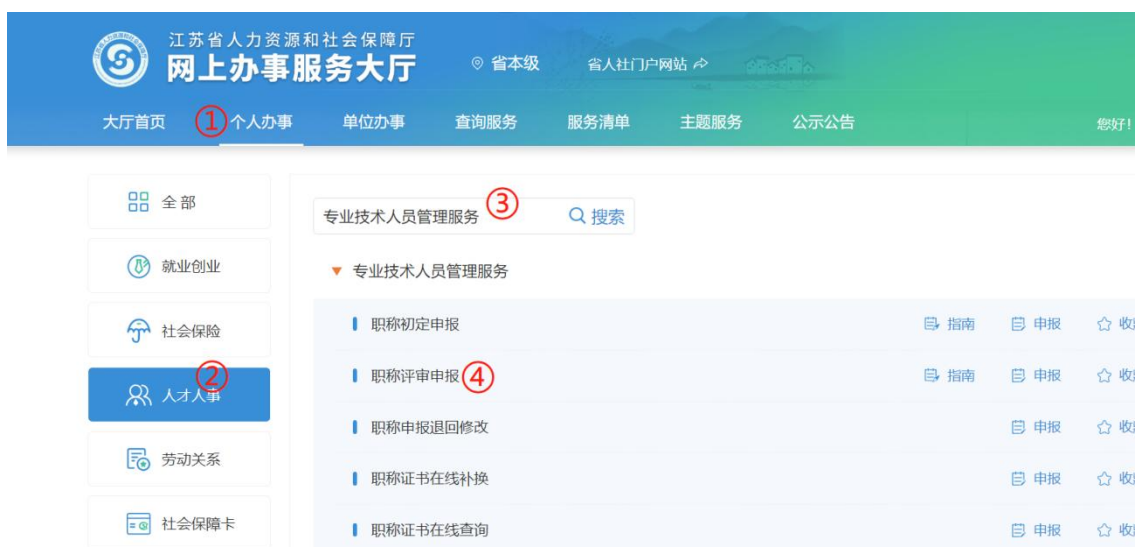 江苏省人力资源和社会保障厅
网上办事服务大厅
省本级
省人社门户网站
大厅首页 ① 个人办事 单位办事 查询服务 服务清单 主题服务 公示公告 您好!
全部
就业创业
社会保险
② 人才人事
劳动关系
社会保障卡
专业技术人员管理服务 ③ 搜索
专业技术人员管理服务
职称初定申报 指南 申报 收
职称评审申报 ④ 指南 申报 收
职称申报退回修改 申报 收
职称证书在线补换 申报 收
职称证书在线查询 申报 收